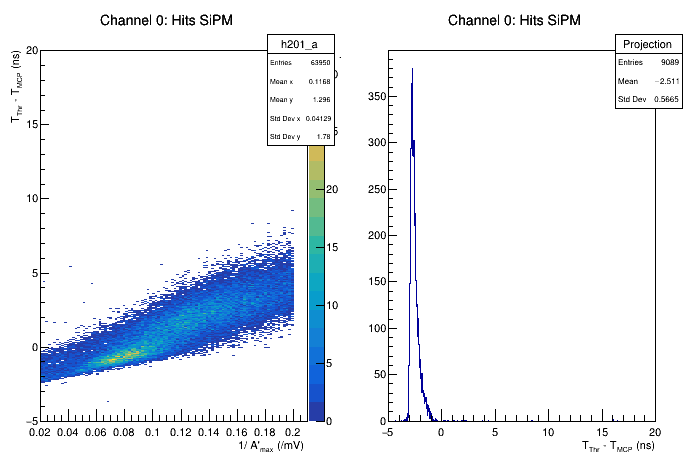 Channel 0: Hits SiPM
h201_a
Entries 63950
Mean x 0.1168
Mean y 1.296
Std Dev x 0.04129
Std Dev y 1.78
T_Thr - T_MCP (ns)
20
15
10
5
0
−5
0.02 0.04 0.06 0.08 0.1 0.12 0.14 0.16 0.18 0.2
1/ A'_max (/mV)
20
15
10
5
0
Channel 0: Hits SiPM
Projection
Entries 9089
Mean −2.511
Std Dev 0.5665
350
300
250
200
150
100
50
0
−5 0 5 10 15 20
T_Thr - T_MCP (ns)